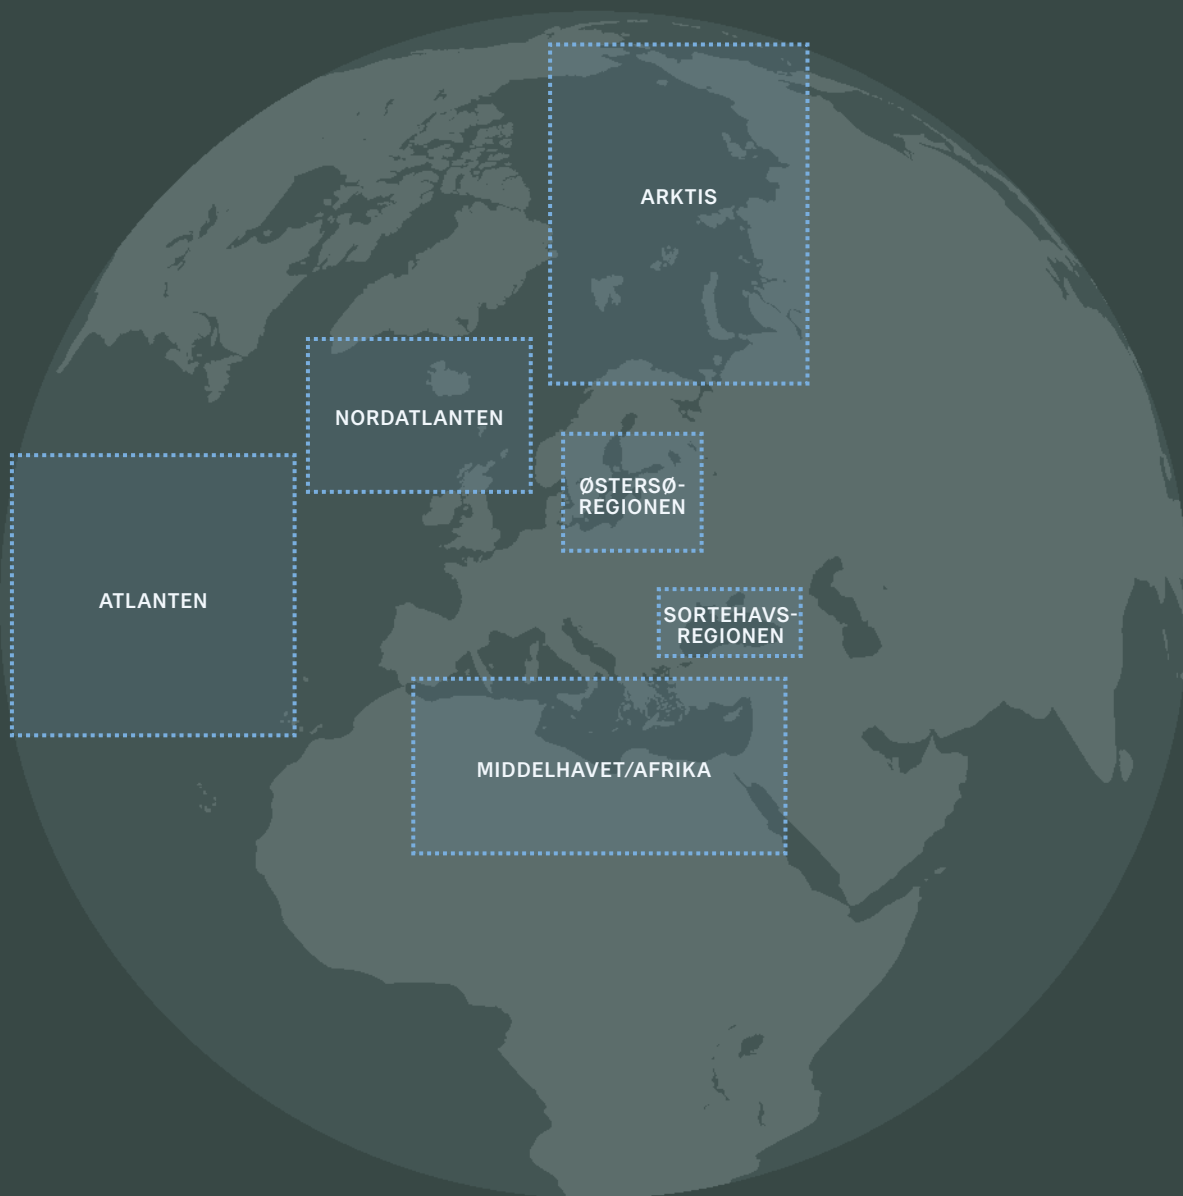 ARKTIS
NORDATLANTEN
ØSTERSØ-
REGIONEN
ATLANTEN
SORTEHAVS-
REGIONEN
MIDDELHAVET/AFRIKA